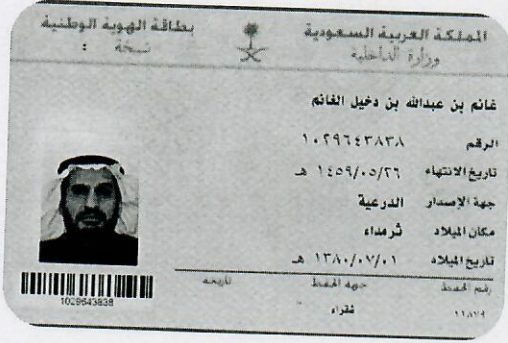 المملكة العربية السعودية
وزارة الداخلية
بطاقة الهوية الوطنية
نسخة :
غانم بن عبدالله بن دخيل الغانم
الرقم ١٠٢٩٦٤٣٨٣٨
تاريخ الانتهاء ١٤٥٩/٠٥/٢٦ هـ
جهة الإصدار الدرعية
مكان الميلاد ثرمداء
تاريخ الميلاد ١٣٨٠/٠٧/٠١ هـ
رقم الحفظ جهة الحفظ تاريخه
١١٨٧٩ شقراء
1029643838